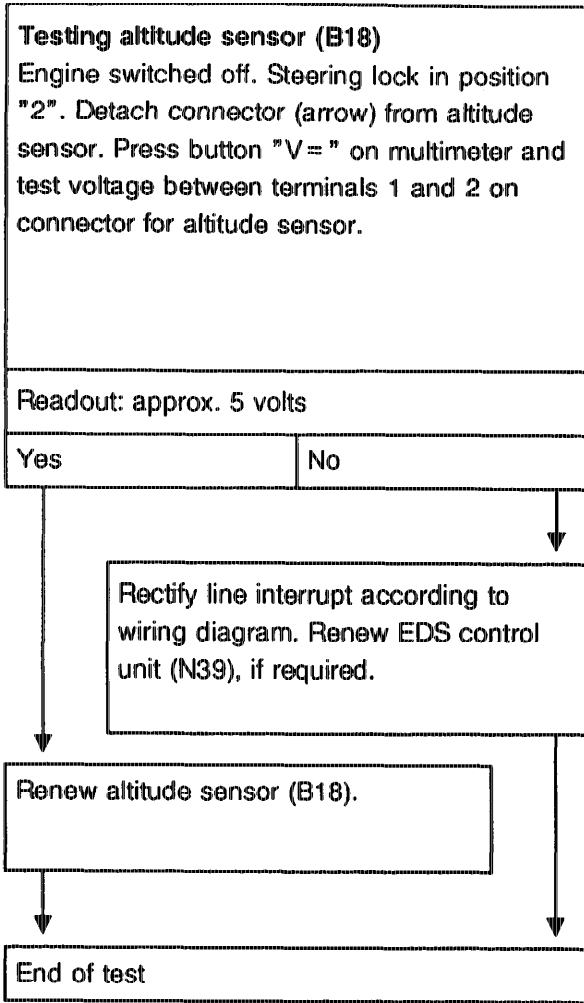 Testing altitude sensor (B18)
Engine switched off. Steering lock in position
"2". Detach connector (arrow) from altitude
sensor. Press button "V=" on multimeter and
test voltage between terminals 1 and 2 on
connector for altitude sensor.
Readout: approx. 5 volts
Yes
No
Rectify line interrupt according to
wiring diagram. Renew EDS control
unit (N39), if required.
Renew altitude sensor (B18).
End of test